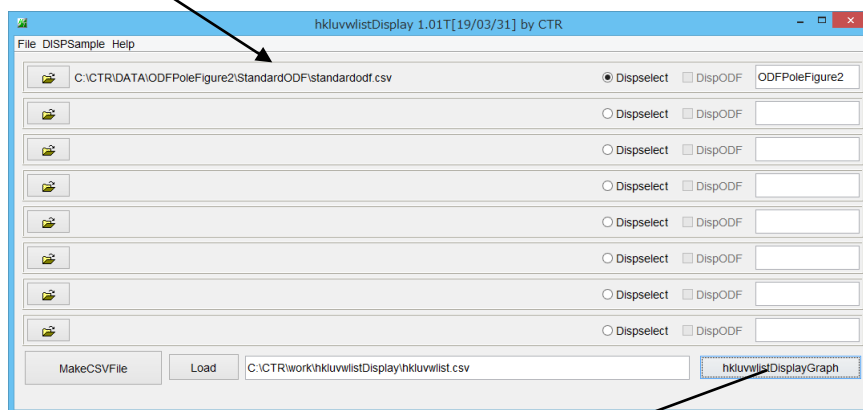 hkluvwlistDisplay 1.01T[19/03/31] by CTR
File DISPSample Help
C:\CTR\DATA\ODFPoleFigure2\StandardODF\standardodf.csv Dispselect DispODF ODFPoleFigure2
Dispselect DispODF
Dispselect DispODF
Dispselect DispODF
Dispselect DispODF
Dispselect DispODF
Dispselect DispODF
Dispselect DispODF
MakeCSVFile Load C:\CTR\work\hkluvwlistDisplay\hkluvwlist.csv hkluvwlistDisplayGraph